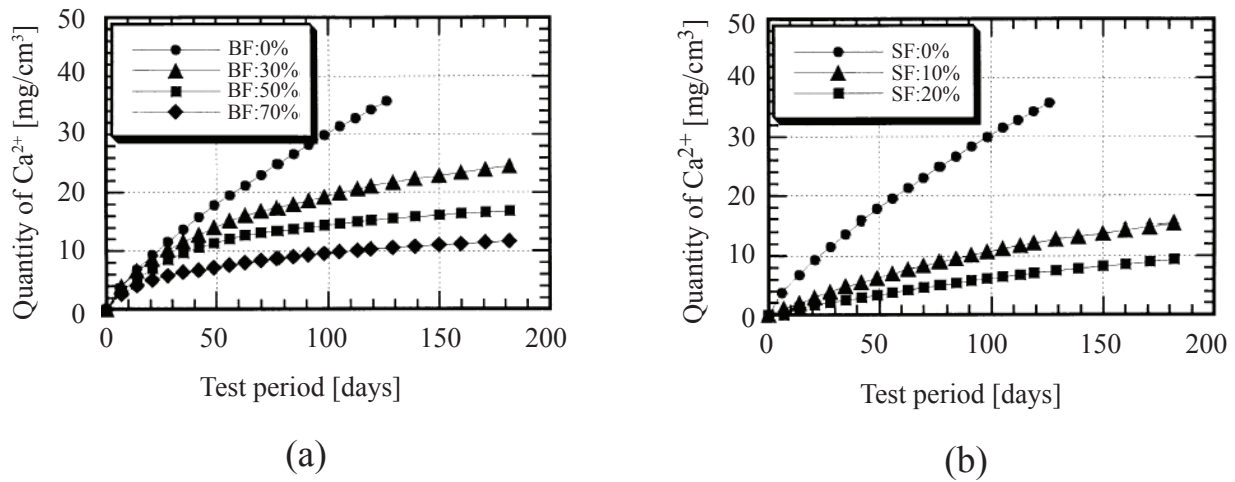 Quantity of Ca²⁺ [mg/cm³]
50
40
30
20
10
0
BF:0%
BF:30%
BF:50%
BF:70%
0 50 100 150 200
Test period [days]
(a)
Quantity of Ca²⁺ [mg/cm³]
50
40
30
20
10
0
SF:0%
SF:10%
SF:20%
0 50 100 150 200
Test period [days]
(b)